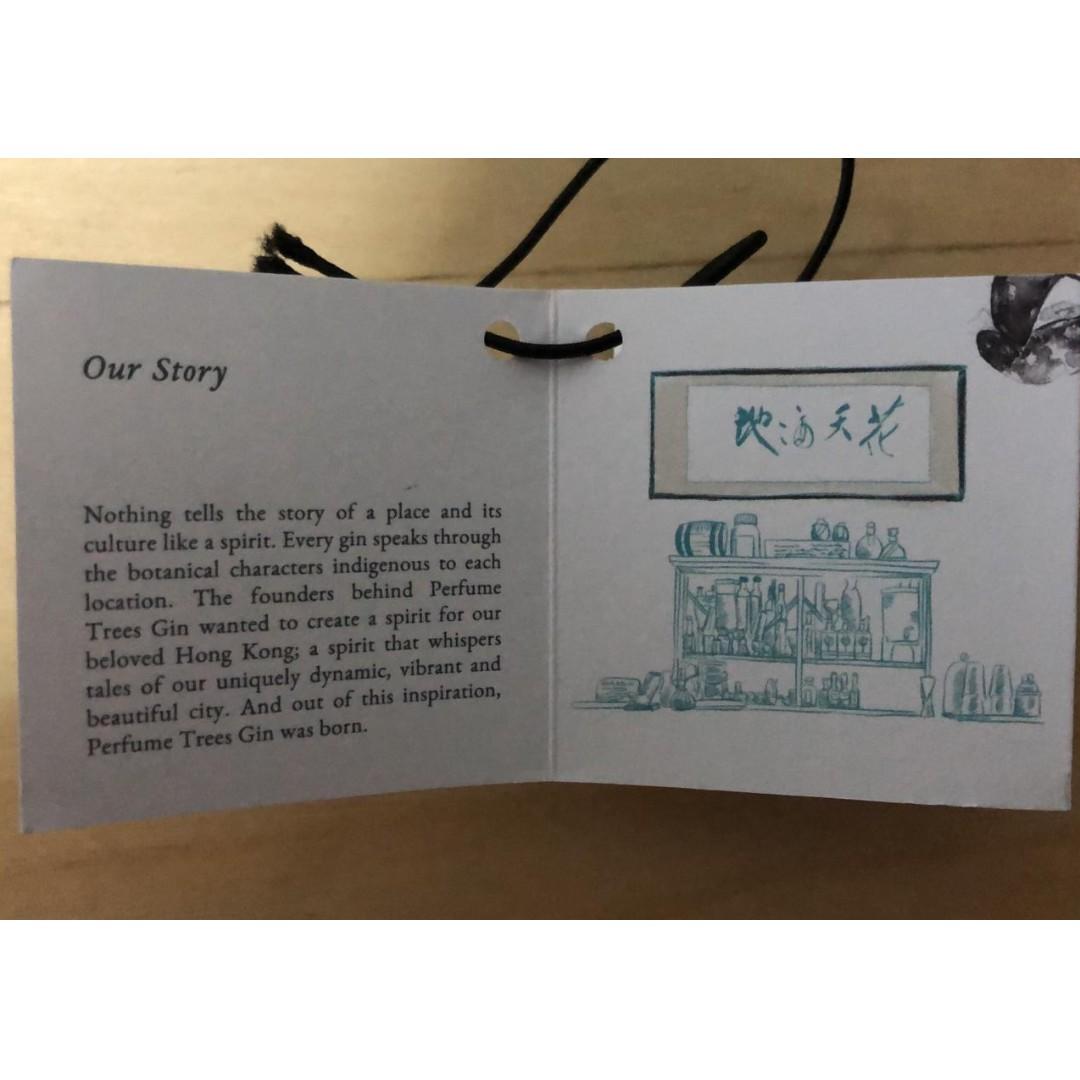 Our Story
Nothing tells the story of a place and its
culture like a spirit. Every gin speaks through
the botanical characters indigenous to each
location. The founders behind Perfume
Trees Gin wanted to create a spirit for our
beloved Hong Kong; a spirit that whispers
tales of our uniquely dynamic, vibrant and
beautiful city. And out of this inspiration,
Perfume Trees Gin was born.
地海天花